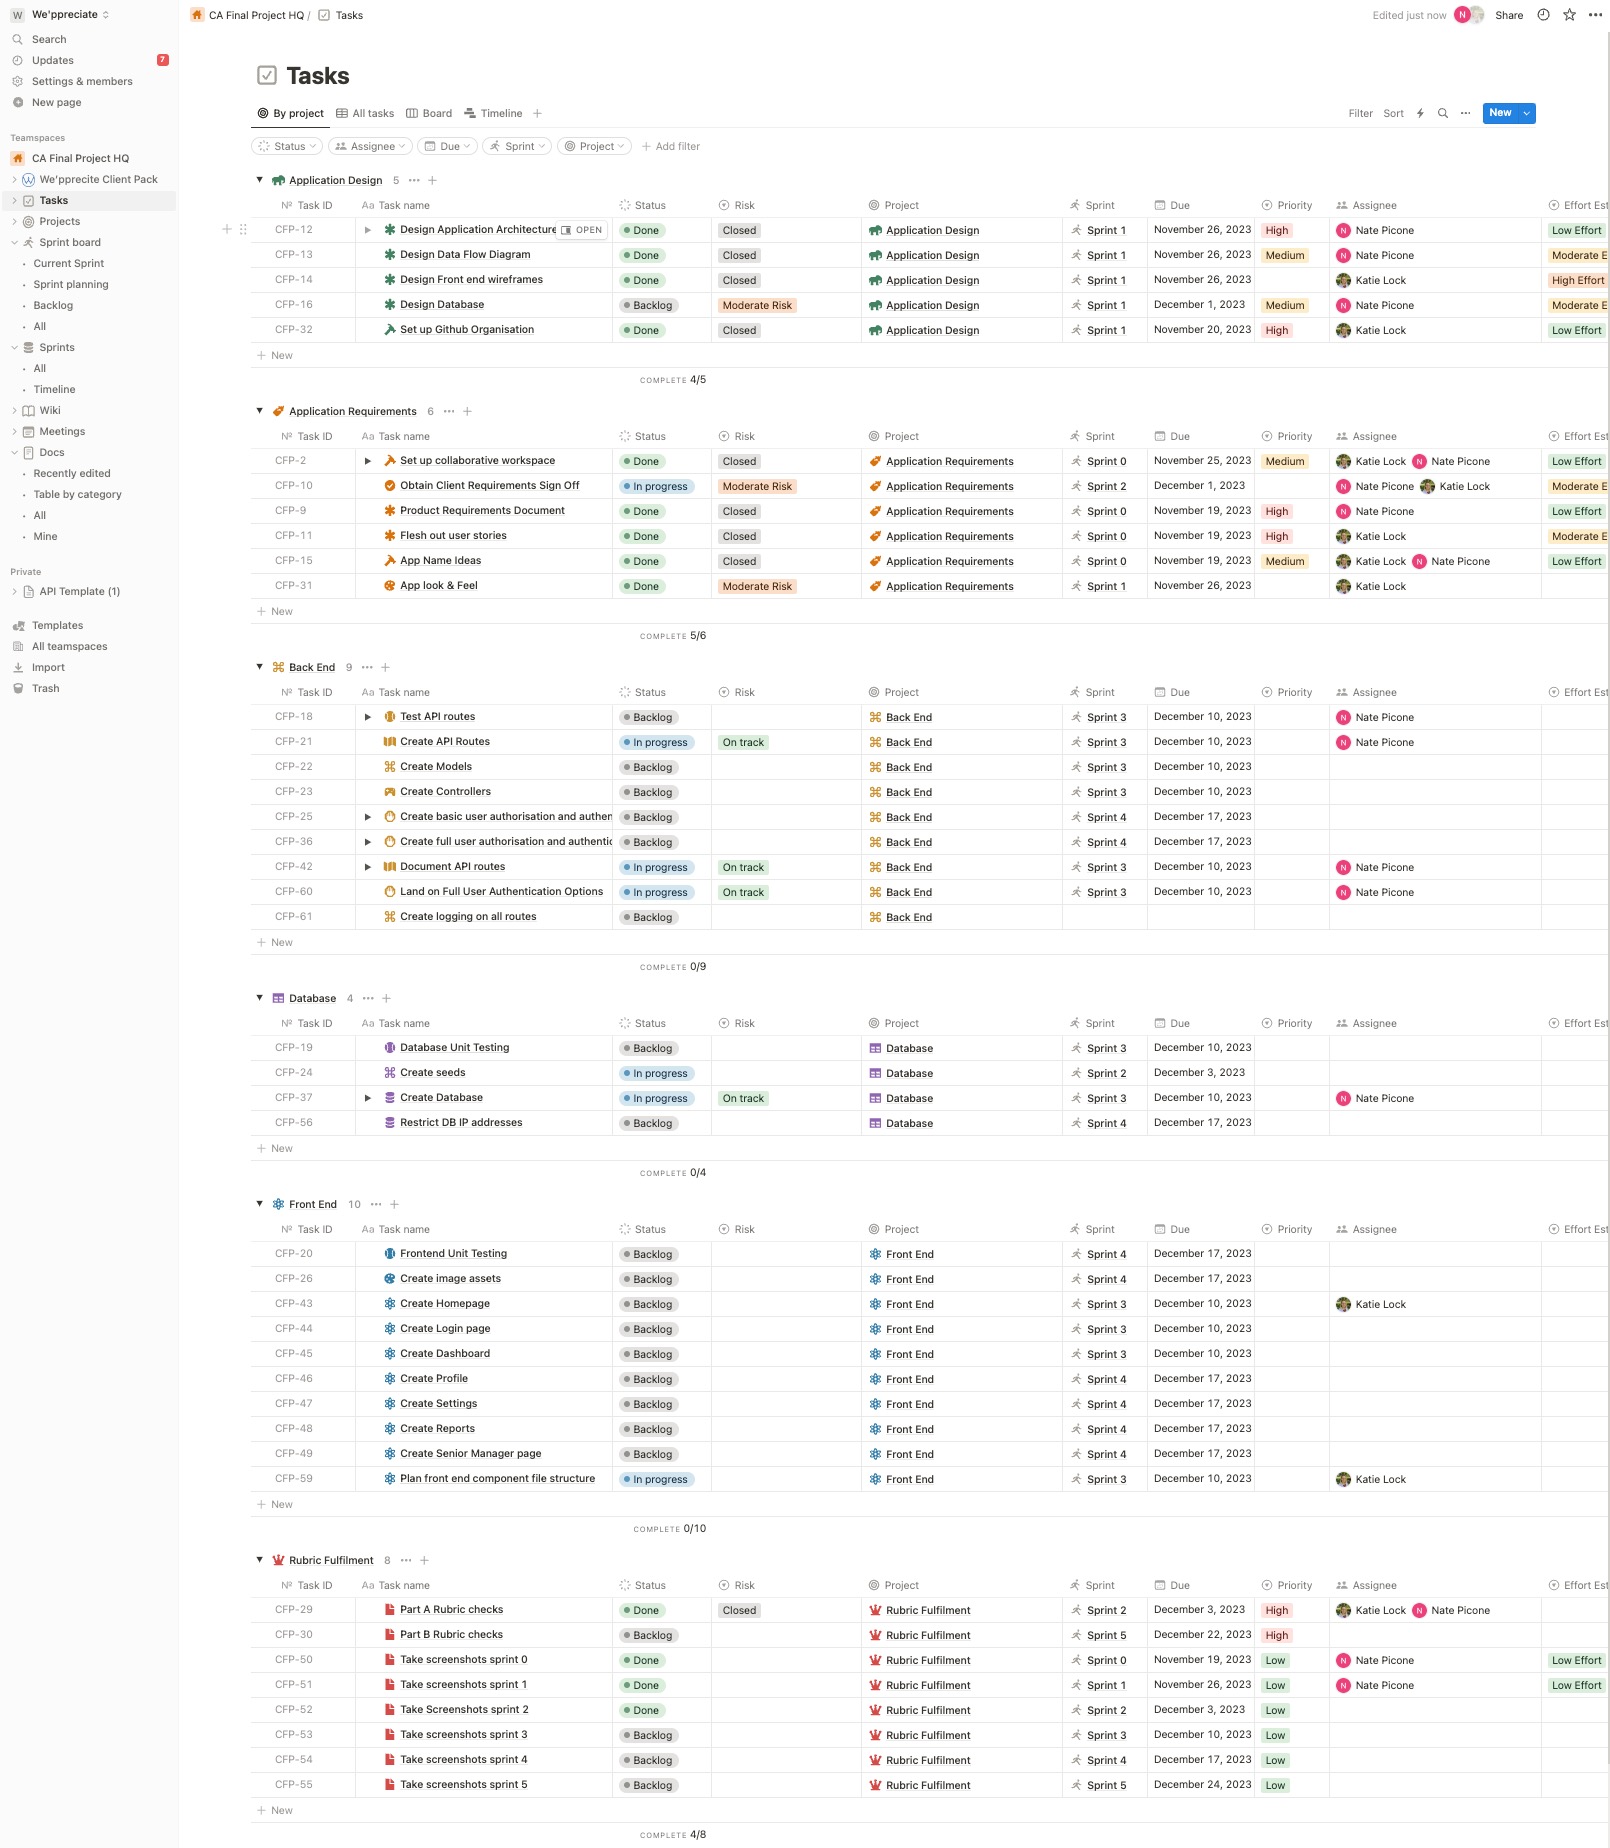 W We'ppreciate
Search
Updates 7
Settings & members
New page
Teamspaces
CA Final Project HQ
We'pprecite Client Pack
Tasks
Projects
Sprint board
Current Sprint
Sprint planning
Backlog
All
Sprints
All
Timeline
Wiki
Meetings
Docs
Recently edited
Table by category
All
Mine
Private
API Template (1)
Templates
All teamspaces
Import
Trash
CA Final Project HQ / Tasks
Edited just now N Share
Tasks
By project All tasks Board Timeline
Filter Sort New
Status Assignee Due Sprint Project Add filter
Application Design 5
Task ID Aa Task name Status Risk Project Sprint Due Priority Assignee Effort Est
CFP-12 Design Application Architecture OPEN Done Closed Application Design Sprint 1 November 26, 2023 High N Nate Picone Low Effort
CFP-13 Design Data Flow Diagram Done Closed Application Design Sprint 1 November 26, 2023 Medium N Nate Picone Moderate E
CFP-14 Design Front end wireframes Done Closed Application Design Sprint 1 November 26, 2023 Katie Lock High Effort
CFP-16 Design Database Backlog Moderate Risk Application Design Sprint 1 December 1, 2023 Medium N Nate Picone Moderate E
CFP-32 Set up Github Organisation Done Closed Application Design Sprint 1 November 20, 2023 High Katie Lock Low Effort
New
COMPLETE 4/5
Application Requirements 6
Task ID Aa Task name Status Risk Project Sprint Due Priority Assignee Effort Est
CFP-2 Set up collaborative workspace Done Closed Application Requirements Sprint 0 November 25, 2023 Medium Katie Lock N Nate Picone Low Effort
CFP-10 Obtain Client Requirements Sign Off In progress Moderate Risk Application Requirements Sprint 2 December 1, 2023 N Nate Picone Katie Lock Moderate E
CFP-9 Product Requirements Document Done Closed Application Requirements Sprint 0 November 19, 2023 High N Nate Picone Low Effort
CFP-11 Flesh out user stories Done Closed Application Requirements Sprint 0 November 19, 2023 High Katie Lock Moderate E
CFP-15 App Name Ideas Done Closed Application Requirements Sprint 0 November 19, 2023 Medium Katie Lock N Nate Picone Low Effort
CFP-31 App look & Feel Done Moderate Risk Application Requirements Sprint 1 November 26, 2023 Katie Lock
New
COMPLETE 5/6
Back End 9
Task ID Aa Task name Status Risk Project Sprint Due Priority Assignee Effort Est
CFP-18 Test API routes Backlog Back End Sprint 3 December 10, 2023 N Nate Picone
CFP-21 Create API Routes In progress On track Back End Sprint 3 December 10, 2023 N Nate Picone
CFP-22 Create Models Backlog Back End Sprint 3 December 10, 2023
CFP-23 Create Controllers Backlog Back End Sprint 3 December 10, 2023
CFP-25 Create basic user authorisation and authen Backlog Back End Sprint 4 December 17, 2023
CFP-36 Create full user authorisation and authentic Backlog Back End Sprint 4 December 17, 2023
CFP-42 Document API routes In progress On track Back End Sprint 3 December 10, 2023 N Nate Picone
CFP-60 Land on Full User Authentication Options In progress On track Back End Sprint 3 December 10, 2023 N Nate Picone
CFP-61 Create logging on all routes Backlog Back End
New
COMPLETE 0/9
Database 4
Task ID Aa Task name Status Risk Project Sprint Due Priority Assignee Effort Est
CFP-19 Database Unit Testing Backlog Database Sprint 3 December 10, 2023
CFP-24 Create seeds In progress Database Sprint 2 December 3, 2023
CFP-37 Create Database In progress On track Database Sprint 3 December 10, 2023 N Nate Picone
CFP-56 Restrict DB IP addresses Backlog Database Sprint 4 December 17, 2023
New
COMPLETE 0/4
Front End 10
Task ID Aa Task name Status Risk Project Sprint Due Priority Assignee Effort Est
CFP-20 Frontend Unit Testing Backlog Front End Sprint 4 December 17, 2023
CFP-26 Create image assets Backlog Front End Sprint 4 December 17, 2023
CFP-43 Create Homepage Backlog Front End Sprint 3 December 10, 2023 Katie Lock
CFP-44 Create Login page Backlog Front End Sprint 3 December 10, 2023
CFP-45 Create Dashboard Backlog Front End Sprint 3 December 10, 2023
CFP-46 Create Profile Backlog Front End Sprint 4 December 17, 2023
CFP-47 Create Settings Backlog Front End Sprint 4 December 17, 2023
CFP-48 Create Reports Backlog Front End Sprint 4 December 17, 2023
CFP-49 Create Senior Manager page Backlog Front End Sprint 4 December 17, 2023
CFP-59 Plan front end component file structure In progress Front End Sprint 3 December 10, 2023 Katie Lock
New
COMPLETE 0/10
Rubric Fulfilment 8
Task ID Aa Task name Status Risk Project Sprint Due Priority Assignee Effort Est
CFP-29 Part A Rubric checks Done Closed Rubric Fulfilment Sprint 2 December 3, 2023 High Katie Lock N Nate Picone
CFP-30 Part B Rubric checks Backlog Rubric Fulfilment Sprint 5 December 22, 2023 High
CFP-50 Take screenshots sprint 0 Done Rubric Fulfilment Sprint 0 November 19, 2023 Low N Nate Picone Low Effort
CFP-51 Take screenshots sprint 1 Done Rubric Fulfilment Sprint 1 November 26, 2023 Low N Nate Picone Low Effort
CFP-52 Take Screenshots sprint 2 Done Rubric Fulfilment Sprint 2 December 3, 2023 Low
CFP-53 Take screenshots sprint 3 Backlog Rubric Fulfilment Sprint 3 December 10, 2023 Low
CFP-54 Take screenshots sprint 4 Backlog Rubric Fulfilment Sprint 4 December 17, 2023 Low
CFP-55 Take screenshots sprint 5 Backlog Rubric Fulfilment Sprint 5 December 24, 2023 Low
New
COMPLETE 4/8